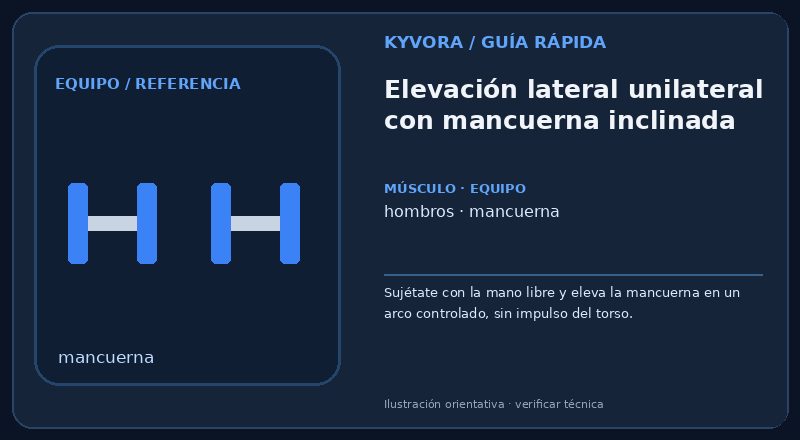 EQUIPO / REFERENCIA
mancuerna
KYVORA / GUÍA RÁPIDA
Elevación lateral unilateral
con mancuerna inclinada
MÚSCULO · EQUIPO
hombros · mancuerna
Sujétate con la mano libre y eleva la mancuerna en un
arco controlado, sin impulso del torso.
Ilustración orientativa · verificar técnica